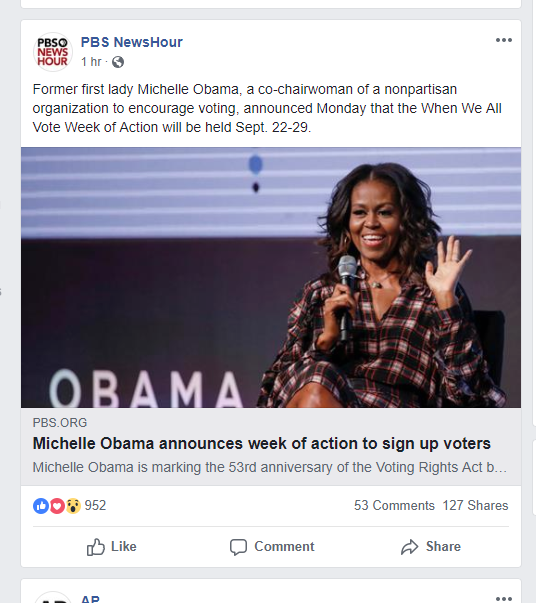 PBS NEWS HOUR
PBS NewsHour
1 hr ·
Former first lady Michelle Obama, a co-chairwoman of a nonpartisan
organization to encourage voting, announced Monday that the When We All
Vote Week of Action will be held Sept. 22-29.
OBAMA
PBS.ORG
Michelle Obama announces week of action to sign up voters
Michelle Obama is marking the 53rd anniversary of the Voting Rights Act b...
952
53 Comments 127 Shares
Like Comment Share
AP